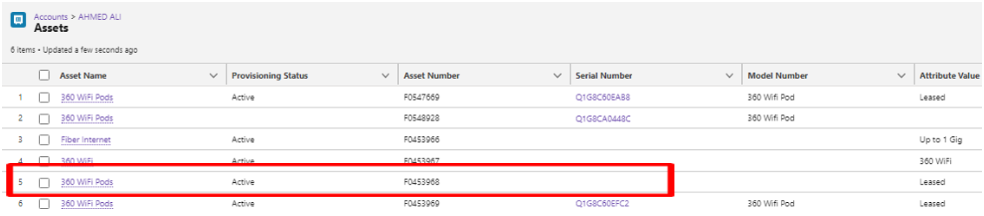 Accounts > AHMED ALI
Assets
6 items • Updated a few seconds ago
Asset Name Provisioning Status Asset Number Serial Number Model Number Attribute Value
1 360 WiFi Pods Active F0547669 Q1G8C60EAB8 360 Wifi Pod Leased
2 360 WiFi Pods Active F0548928 Q1G8CA0448C 360 Wifi Pod
3 Fiber Internet Active F0453966 Up to 1 Gig
4 360 WiFi Active F0453967 360 WiFi
5 360 WiFi Pods Active F0453968 Leased
6 360 WiFi Pods Active F0453969 Q1G8C60EFC2 360 Wifi Pod Leased